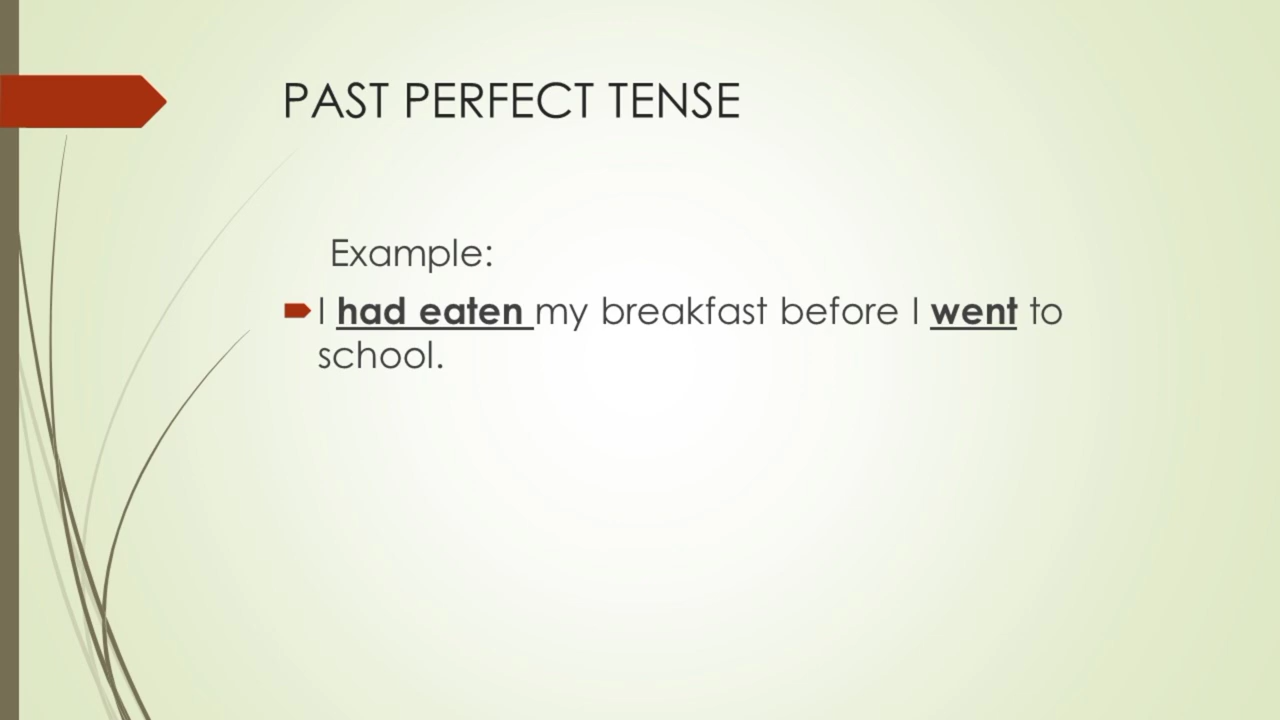 PAST PERFECT TENSE
Example:
I had eaten my breakfast before I went to
school.